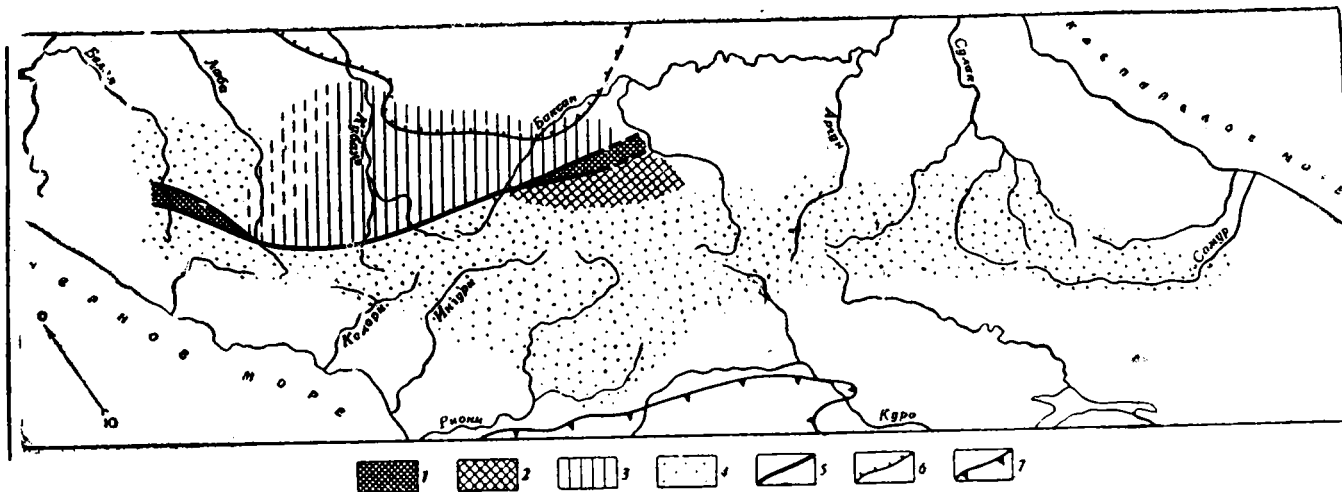 Белая
Лаба
Кубань
Баксан
Аргун
Сулак
КАСПИЙСКОЕ МОРЕ
Самур
ЧЕРНОЕ МОРЕ
Кодори
Ингури
Риони
Кура
Ю
1 2 3 4 5 6 7